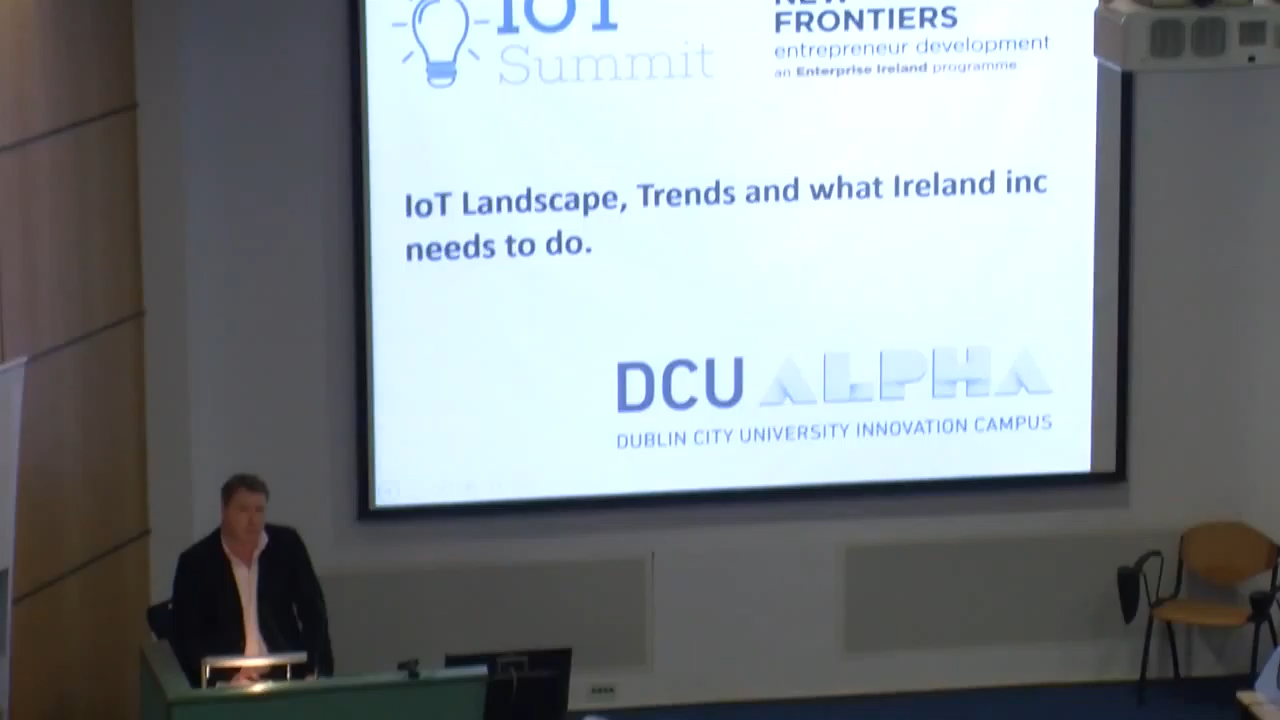 IoT
Summit
NEW
FRONTIERS
entrepreneur development
an Enterprise Ireland programme
IoT Landscape, Trends and what Ireland inc
needs to do.
DCU ALPHA
DUBLIN CITY UNIVERSITY INNOVATION CAMPUS